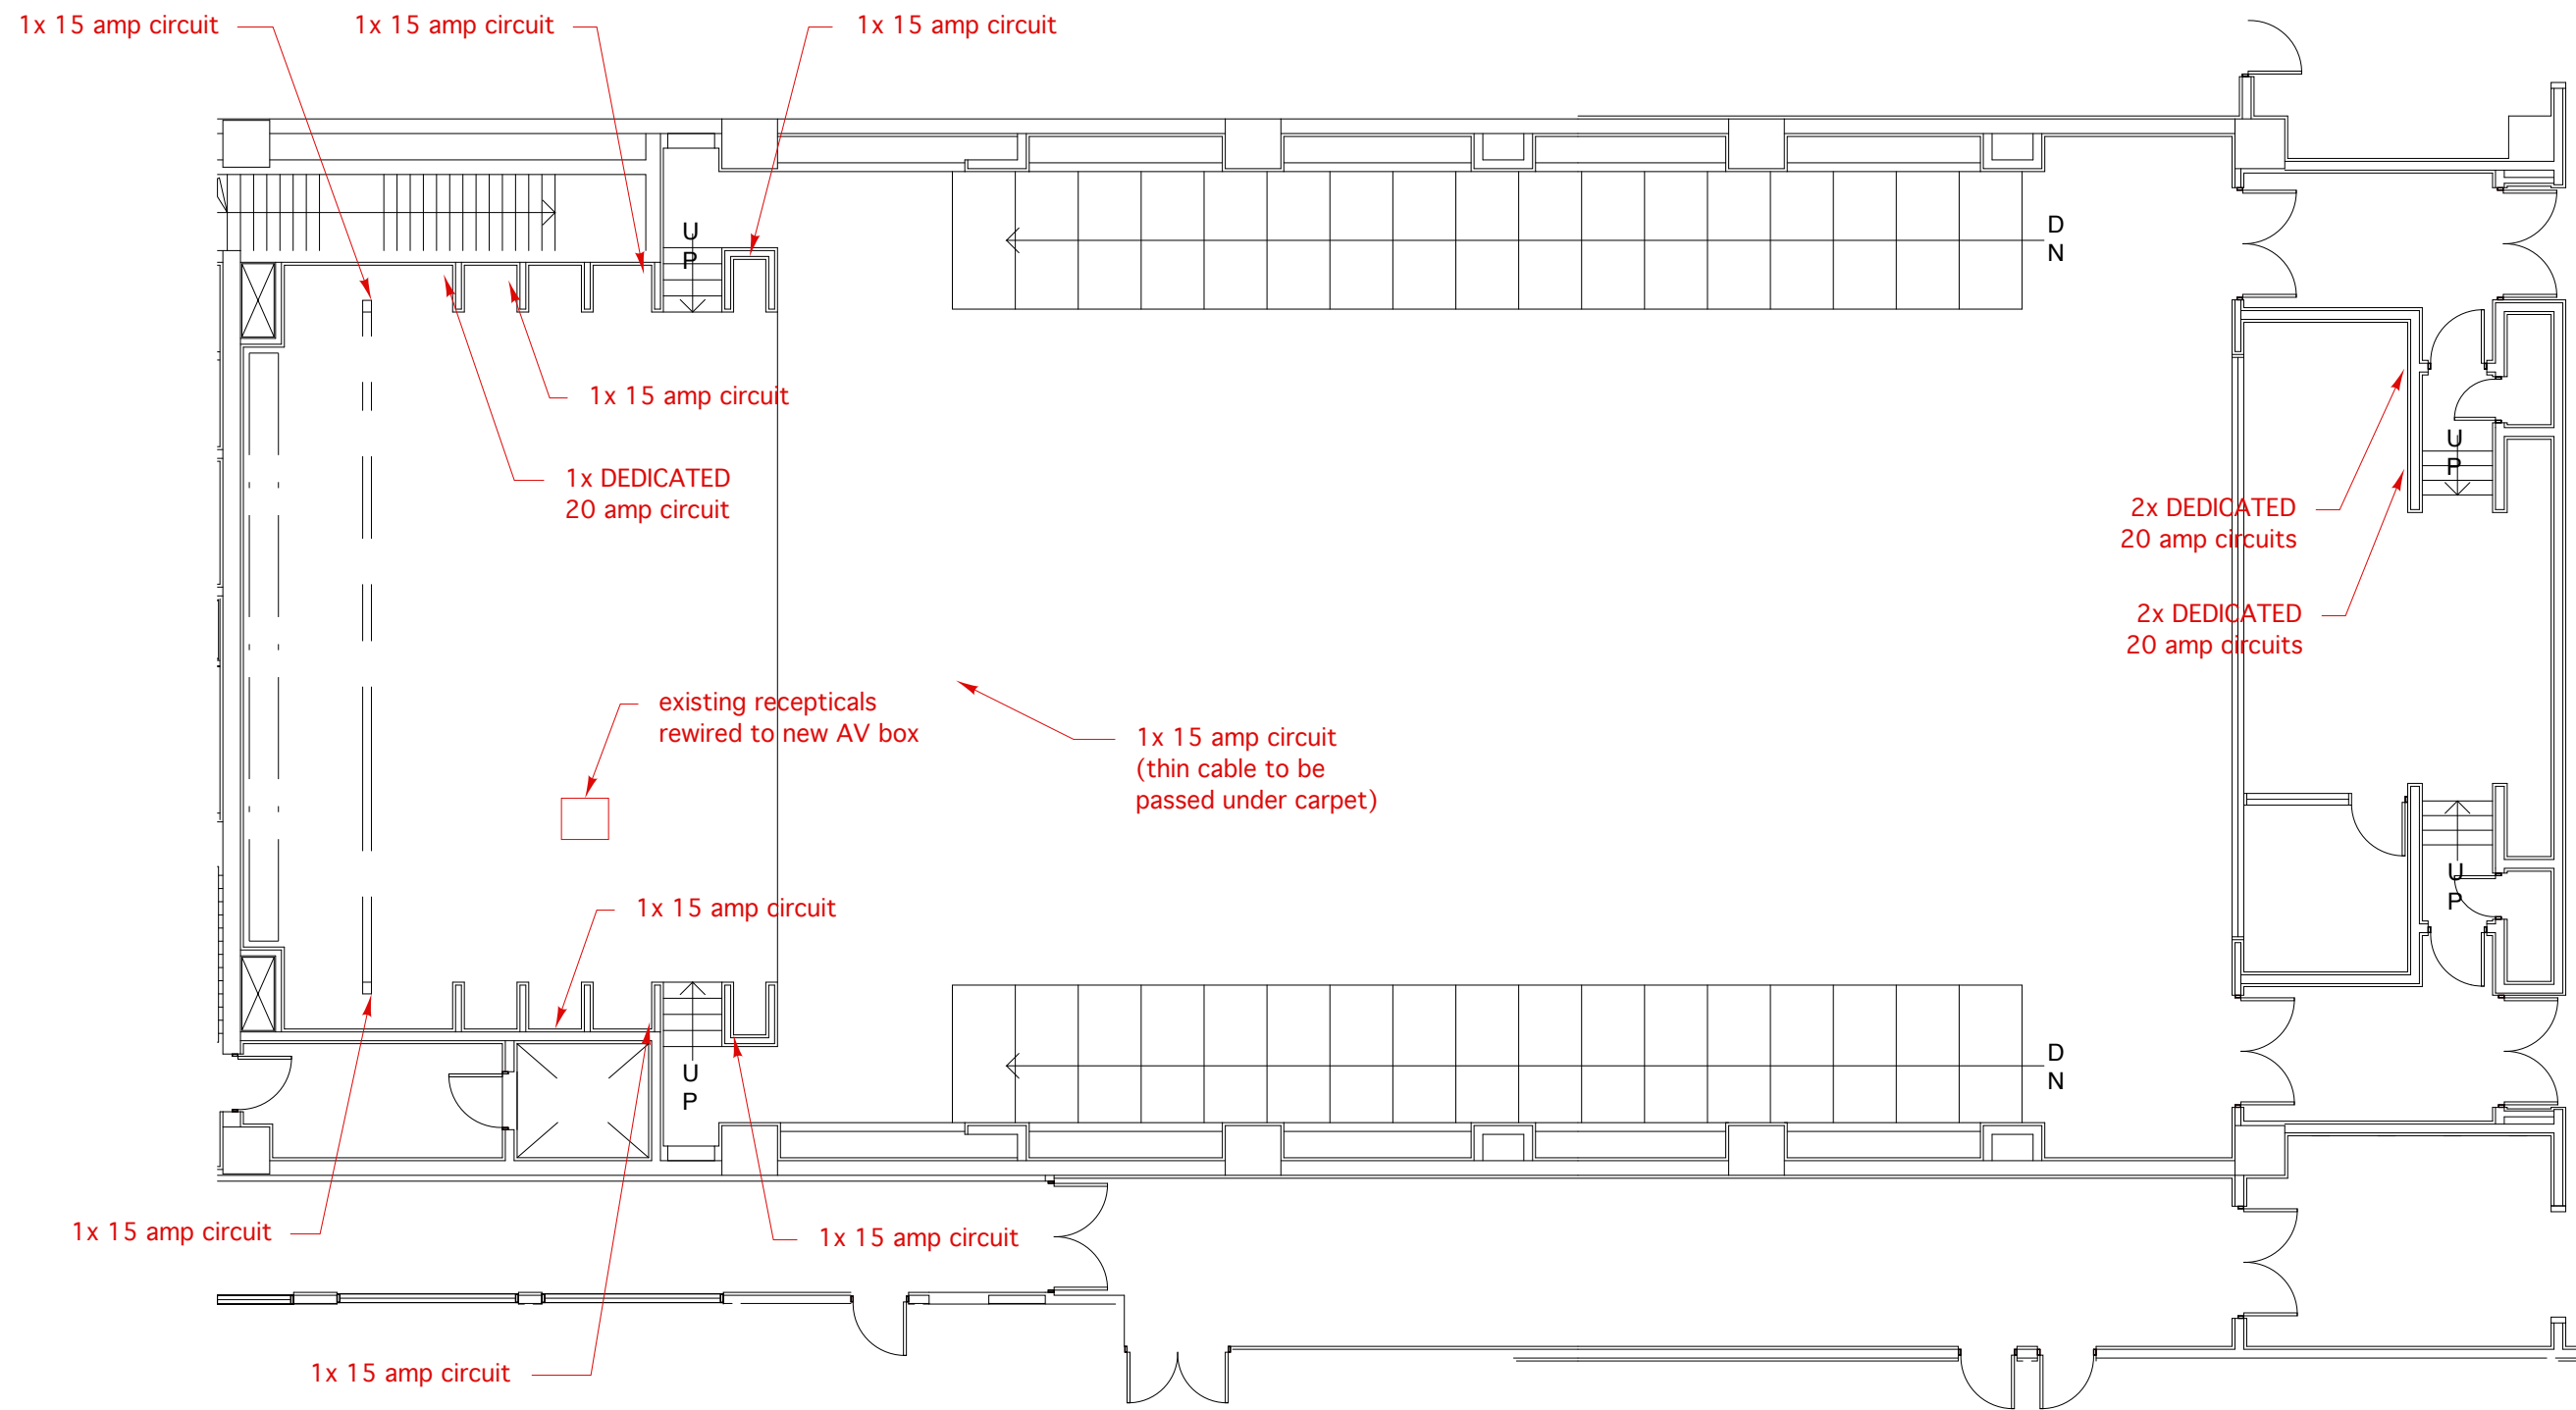 1x 15 amp circuit
1x 15 amp circuit
1x 15 amp circuit
U
P
D
N
1x 15 amp circuit
1x DEDICATED
20 amp circuit
U
P
2x DEDICATED
20 amp circuits
2x DEDICATED
20 amp circuits
existing recepticals
rewired to new AV box
1x 15 amp circuit
(thin cable to be
passed under carpet)
1x 15 amp circuit
U
P
U
P
D
N
1x 15 amp circuit
1x 15 amp circuit
1x 15 amp circuit